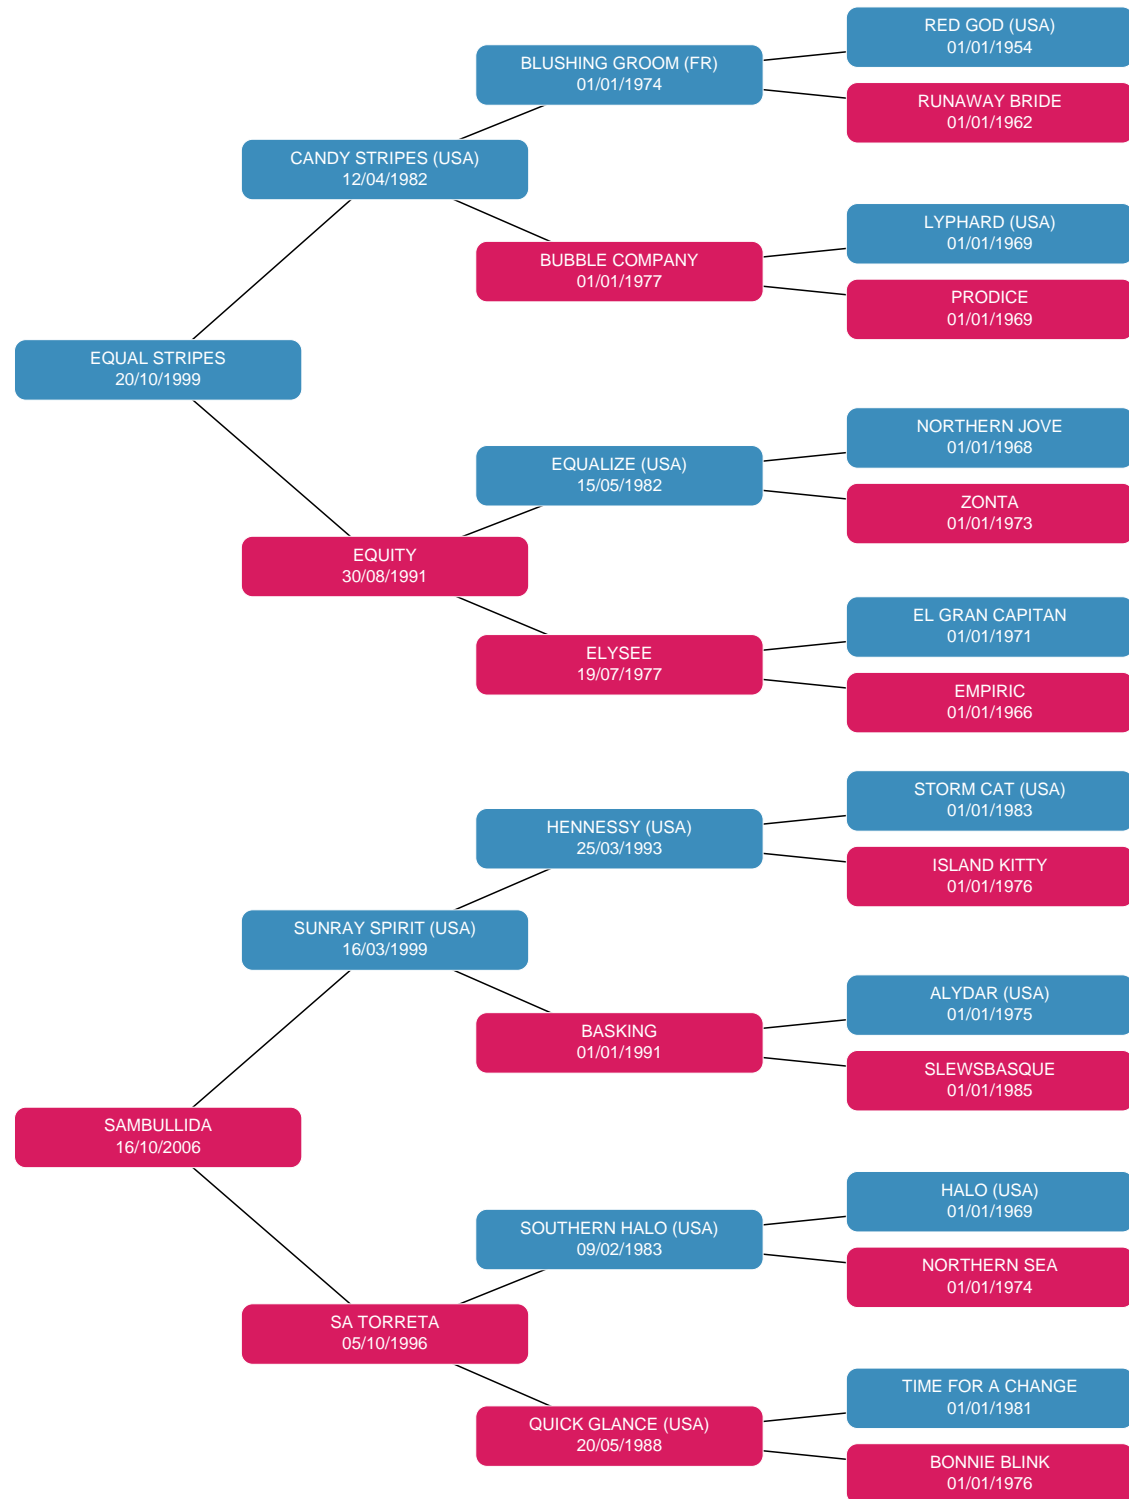 RED GOD (USA)
01/01/1954
BLUSHING GROOM (FR)
01/01/1974
RUNAWAY BRIDE
01/01/1962
CANDY STRIPES (USA)
12/04/1982
LYPHARD (USA)
01/01/1969
BUBBLE COMPANY
01/01/1977
PRODICE
01/01/1969
EQUAL STRIPES
20/10/1999
NORTHERN JOVE
01/01/1968
EQUALIZE (USA)
15/05/1982
ZONTA
01/01/1973
EQUITY
30/08/1991
EL GRAN CAPITAN
01/01/1971
ELYSEE
19/07/1977
EMPIRIC
01/01/1966
STORM CAT (USA)
01/01/1983
HENNESSY (USA)
25/03/1993
ISLAND KITTY
01/01/1976
SUNRAY SPIRIT (USA)
16/03/1999
ALYDAR (USA)
01/01/1975
BASKING
01/01/1991
SLEWSBASQUE
01/01/1985
SAMBULLIDA
16/10/2006
HALO (USA)
01/01/1969
SOUTHERN HALO (USA)
09/02/1983
NORTHERN SEA
01/01/1974
SA TORRETA
05/10/1996
TIME FOR A CHANGE
01/01/1981
QUICK GLANCE (USA)
20/05/1988
BONNIE BLINK
01/01/1976